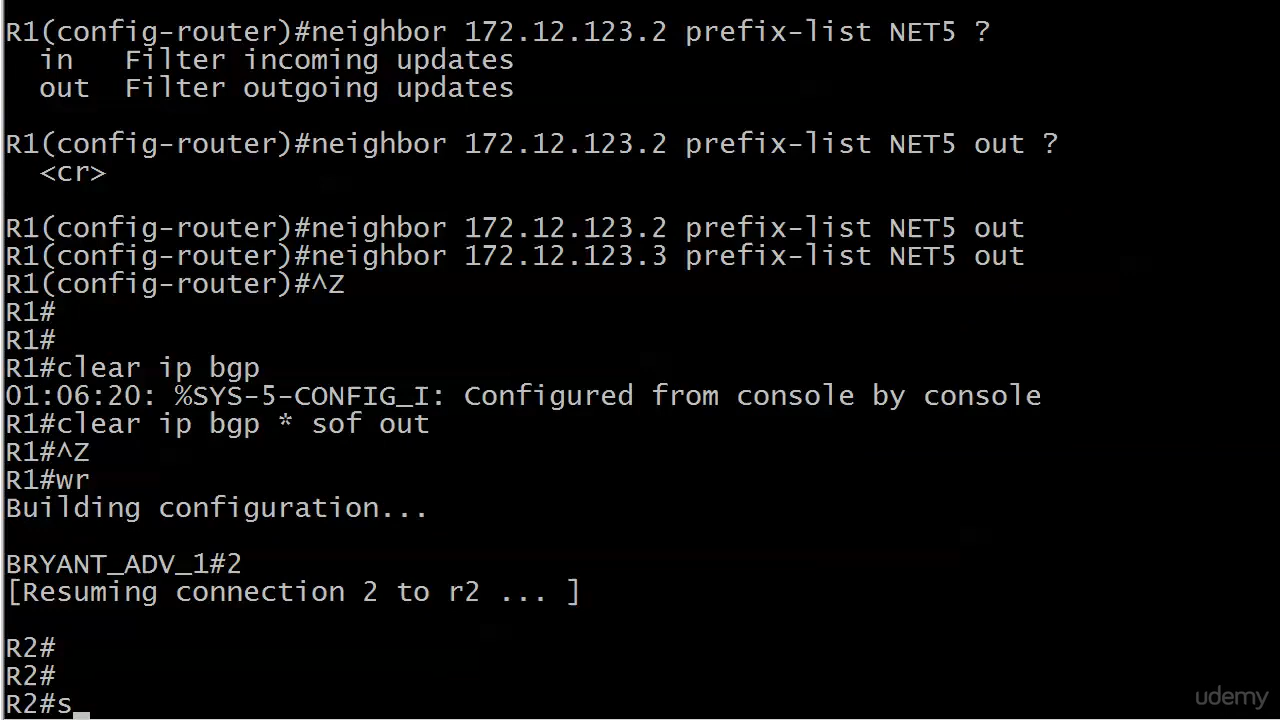 R1(config-router)#neighbor 172.12.123.2 prefix-list NET5 ?
  in   Filter incoming updates
  out  Filter outgoing updates
R1(config-router)#neighbor 172.12.123.2 prefix-list NET5 out ?
  <cr>
R1(config-router)#neighbor 172.12.123.2 prefix-list NET5 out
R1(config-router)#neighbor 172.12.123.3 prefix-list NET5 out
R1(config-router)#^Z
R1#
R1#
R1#clear ip bgp
01:06:20: %SYS-5-CONFIG_I: Configured from console by console
R1#clear ip bgp * sof out
R1#^Z
R1#wr
Building configuration...
BRYANT_ADV_1#2
[Resuming connection 2 to r2 ... ]
R2#
R2#
R2#s_
udemy